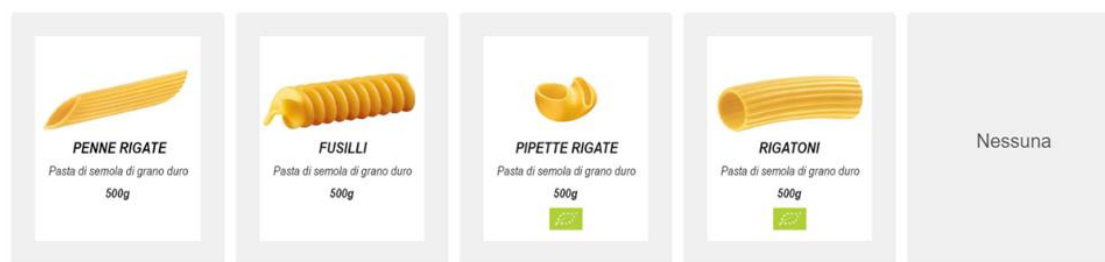 PENNE RIGATE
Pasta di semola di grano duro
500g
FUSILLI
Pasta di semola di grano duro
500g
PIPETTE RIGATE
Pasta di semola di grano duro
500g
RIGATONI
Pasta di semola di grano duro
500g
Nessuna